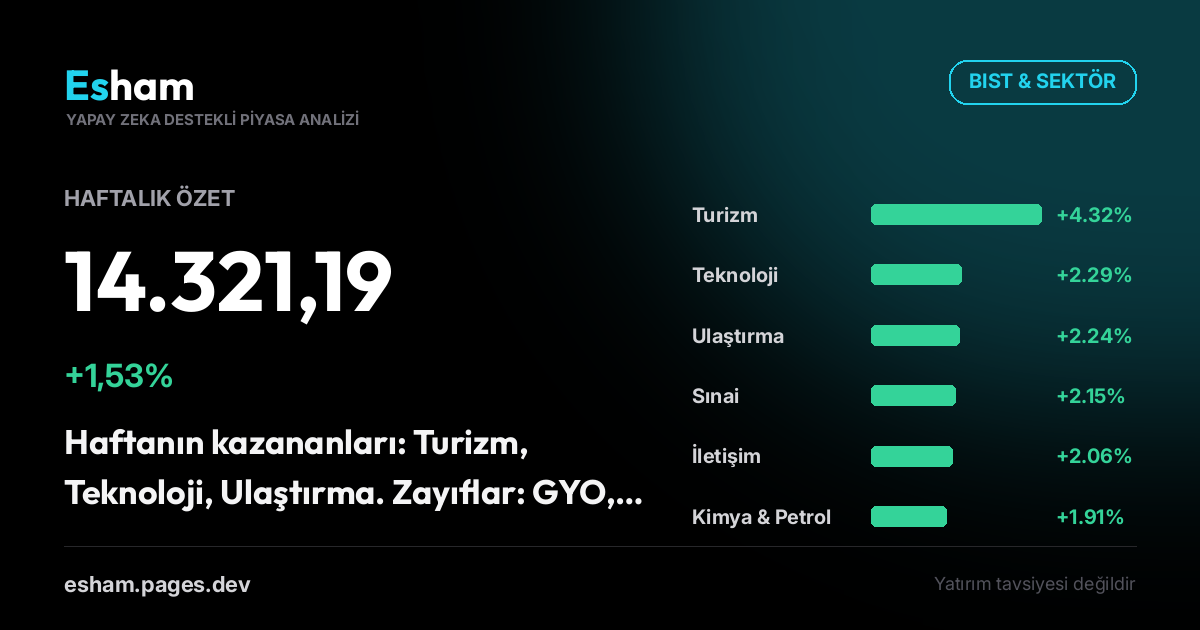 Esham
YAPAY ZEKA DESTEKLİ PİYASA ANALİZİ
BIST & SEKTÖR
HAFTALIK ÖZET
14.321,19
+1,53%
Haftanın kazananları: Turizm,
Teknoloji, Ulaştırma. Zayıflar: GYO,...
Turizm +4.32%
Teknoloji +2.29%
Ulaştırma +2.24%
Sınai +2.15%
İletişim +2.06%
Kimya & Petrol +1.91%
esham.pages.dev
Yatırım tavsiyesi değildir